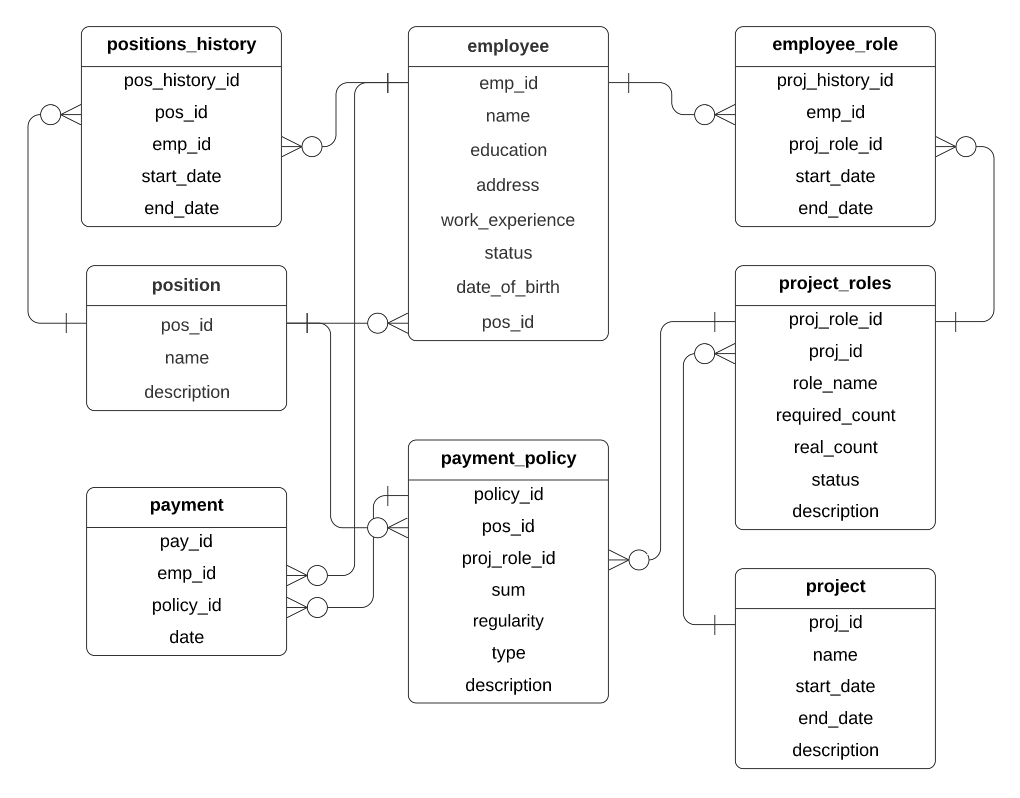 positions_history
pos_history_id
pos_id
emp_id
start_date
end_date
employee
emp_id
name
education
address
work_experience
status
date_of_birth
pos_id
employee_role
proj_history_id
emp_id
proj_role_id
start_date
end_date
position
pos_id
name
description
project_roles
proj_role_id
proj_id
role_name
required_count
real_count
status
description
payment
pay_id
emp_id
policy_id
date
payment_policy
policy_id
pos_id
proj_role_id
sum
regularity
type
description
project
proj_id
name
start_date
end_date
description